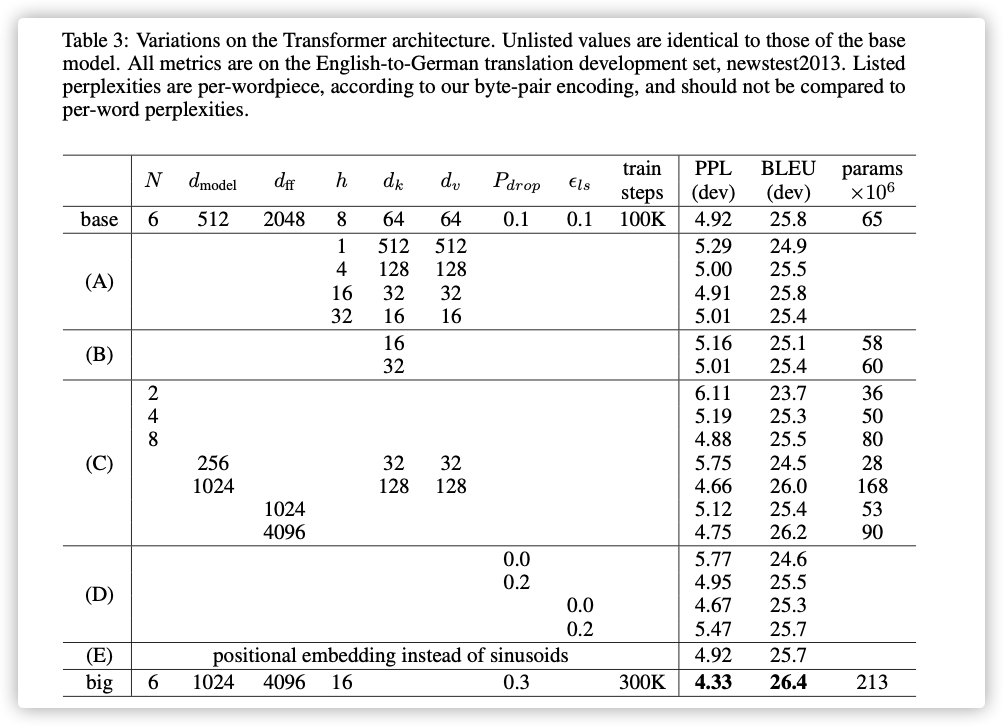 Table 3: Variations on the Transformer architecture. Unlisted values are identical to those of the base
model. All metrics are on the English-to-German translation development set, newstest2013. Listed
perplexities are per-wordpiece, according to our byte-pair encoding, and should not be compared to
per-word perplexities.
N d_model d_ff h d_k d_v P_drop ϵ_ls train steps PPL (dev) BLEU (dev) params ×10^6
base 6 512 2048 8 64 64 0.1 0.1 100K 4.92 25.8 65
(A)
1 512 512 5.29 24.9
4 128 128 5.00 25.5
16 32 32 4.91 25.8
32 16 16 5.01 25.4
(B)
16 5.16 25.1 58
32 5.01 25.4 60
(C)
2 6.11 23.7 36
4 5.19 25.3 50
8 4.88 25.5 80
256 32 32 5.75 24.5 28
1024 128 128 4.66 26.0 168
1024 5.12 25.4 53
4096 4.75 26.2 90
(D)
0.0 5.77 24.6
0.2 4.95 25.5
0.0 4.67 25.3
0.2 5.47 25.7
(E) positional embedding instead of sinusoids 4.92 25.7
big 6 1024 4096 16 0.3 300K 4.33 26.4 213